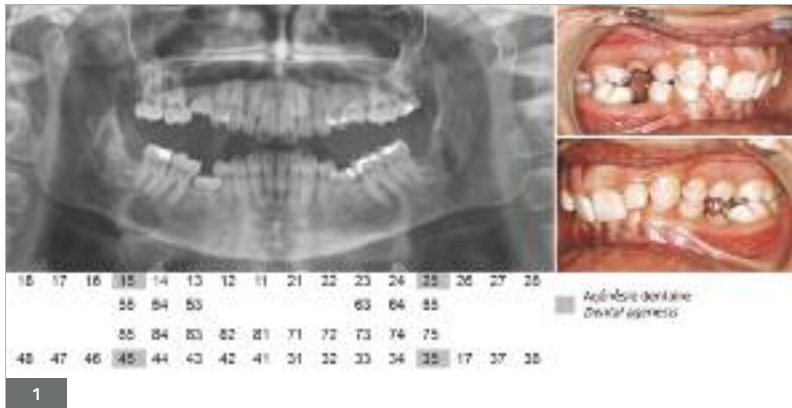 18 17 16 15 14 13 12 11 21 22 23 24 25 26 27 28
55 54 53 63 64 65
85 84 83 82 81 71 72 73 74 75
48 47 46 45 44 43 42 41 31 32 33 34 35 17 37 38
Agénésie dentaire
Dental agenesis
1